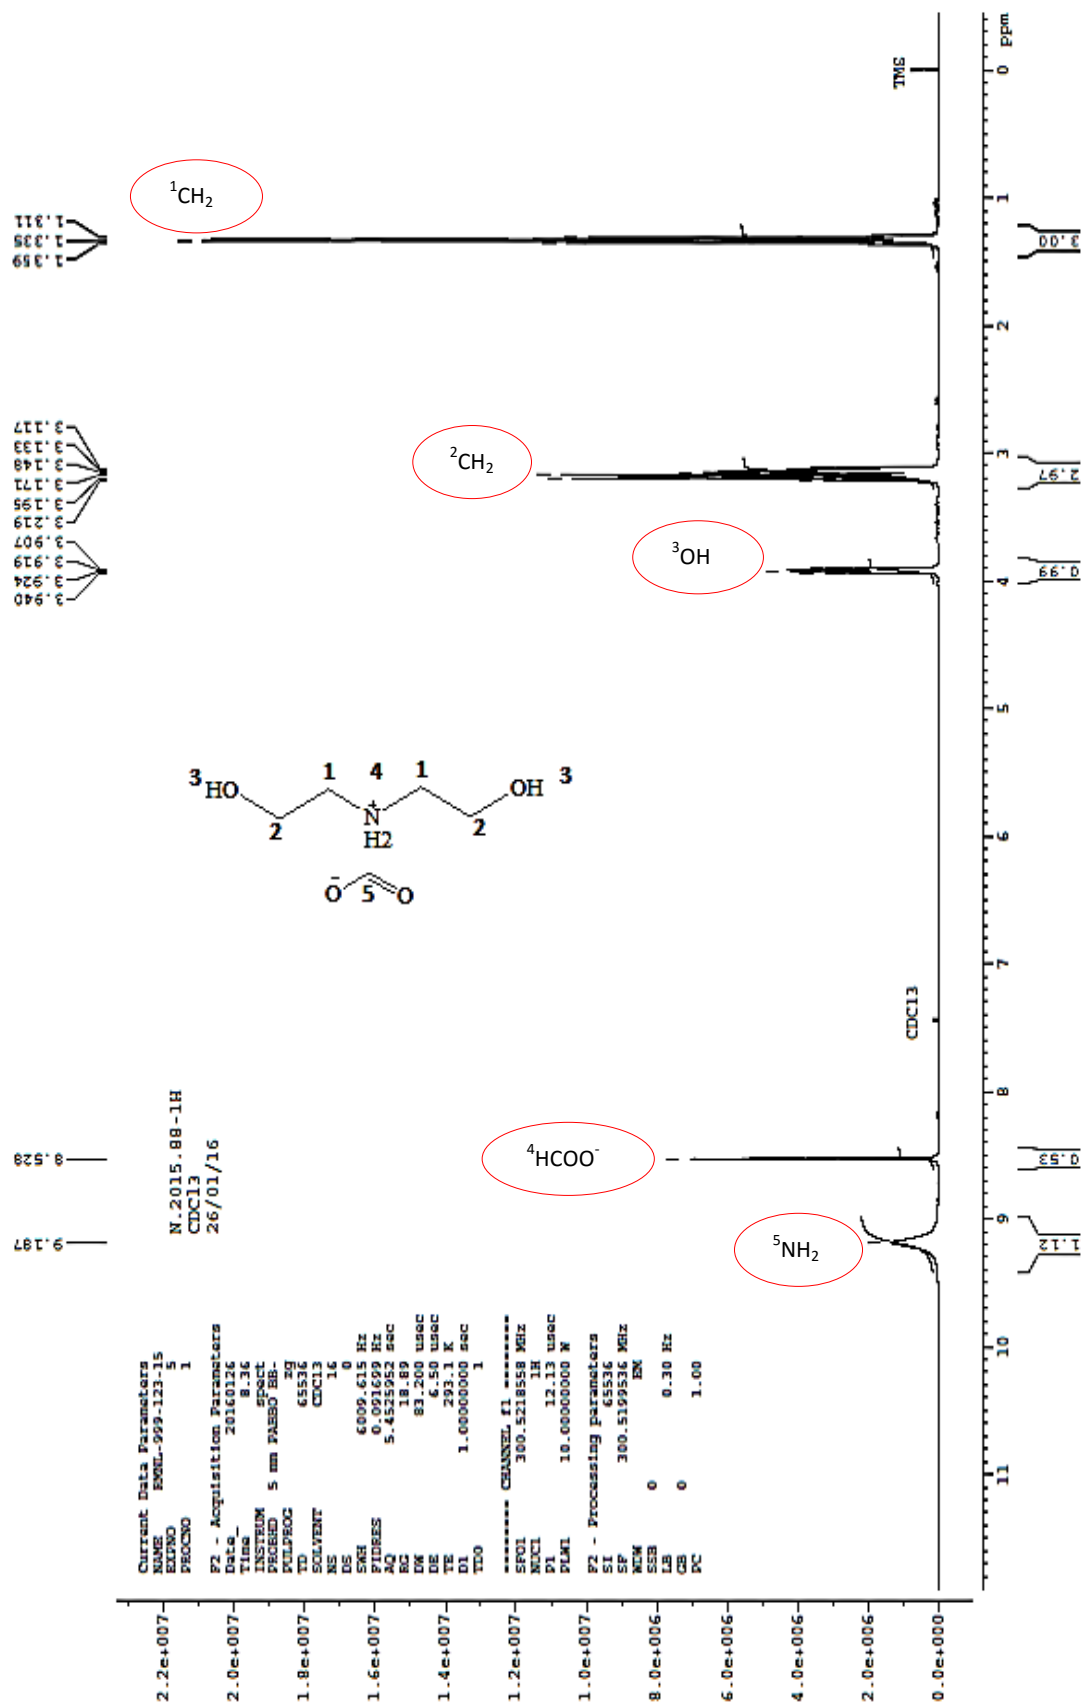 1.311
1.335
1.359
3.117
3.133
3.148
3.171
3.195
3.219
3.907
3.919
3.924
3.940
8.528
9.187
1CH2
2CH2
3OH
4HCOO-
5NH2
TMS
CDCl3
3 HO 1 4 1 OH 3
2 N+ 2
H2
O- 5 O
N.2015.88-1H
CDCl3
26/01/16
Current Data Parameters
NAME RMNL-999-123-15
EXPNO 5
PROCNO 1
F2 - Acquisition Parameters
Date_ 20160126
Time 8.36
INSTRUM spect
PROBHD 5 mm PABBO BB-
PULPROG zg
TD 65536
SOLVENT CDCl3
NS 16
DS 0
SWH 6009.615 Hz
FIDRES 0.091699 Hz
AQ 5.4525952 sec
RG 18.89
DW 83.200 usec
DE 6.50 usec
TE 293.1 K
D1 1.00000000 sec
TD0 1
======== CHANNEL f1 ========
SFO1 300.5218558 MHz
NUC1 1H
P1 12.13 usec
PLW1 10.00000000 W
F2 - Processing parameters
SI 65536
SF 300.5199536 MHz
WDW EM
SSB 0
LB 0.30 Hz
GB 0
PC 1.00
3.00
2.97
0.99
0.53
1.12
0 ppm
1
2
3
4
5
6
7
8
9
10
11
2.2e+007
2.0e+007
1.8e+007
1.6e+007
1.4e+007
1.2e+007
1.0e+007
8.0e+006
6.0e+006
4.0e+006
2.0e+006
0.0e+000